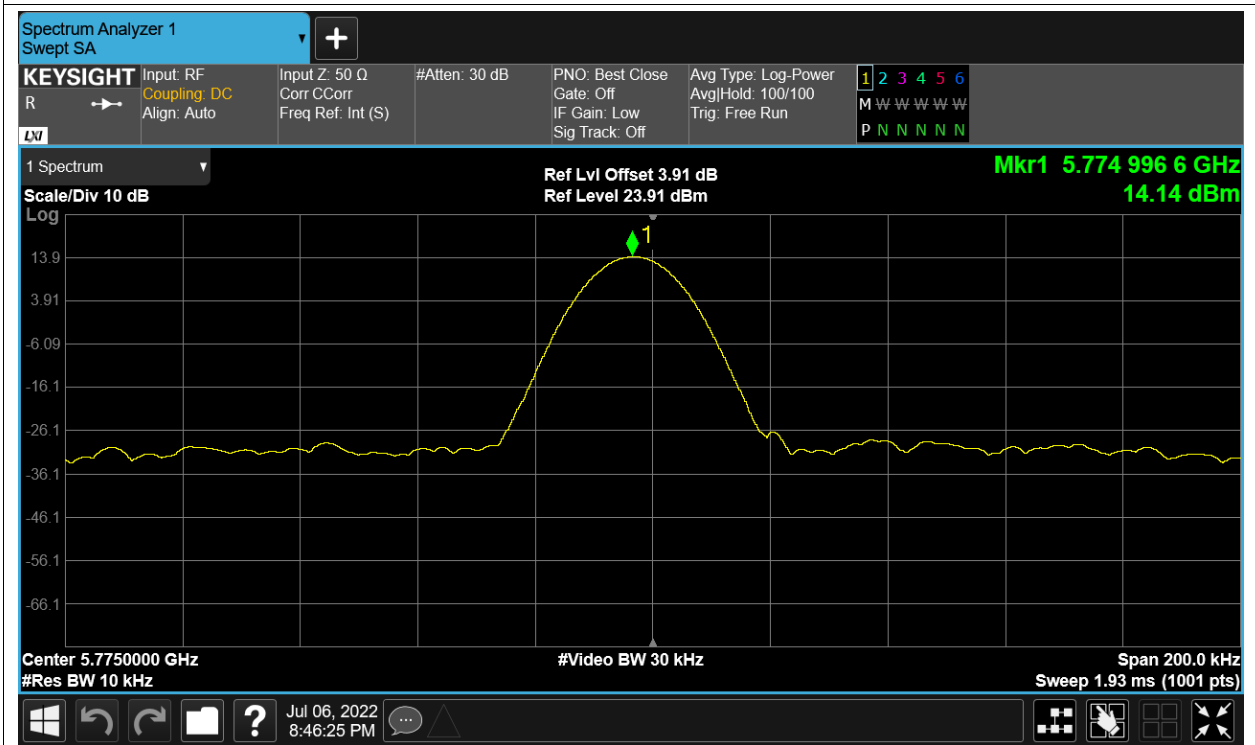 Spectrum Analyzer 1
Swept SA
KEYSIGHT
R
LXI
Input: RF
Coupling: DC
Align: Auto
Input Z: 50 Ω
Corr CCorr
Freq Ref: Int (S)
#Atten: 30 dB
PNO: Best Close
Gate: Off
IF Gain: Low
Sig Track: Off
Avg Type: Log-Power
Avg|Hold: 100/100
Trig: Free Run
1 2 3 4 5 6
M W W W W W
P N N N N N
1 Spectrum
Scale/Div 10 dB
Log
Ref Lvl Offset 3.91 dB
Ref Level 23.91 dBm
Mkr1 5.774 996 6 GHz
14.14 dBm
1
13.9
3.91
-6.09
-16.1
-26.1
-36.1
-46.1
-56.1
-66.1
Center 5.7750000 GHz
#Res BW 10 kHz
#Video BW 30 kHz
Span 200.0 kHz
Sweep 1.93 ms (1001 pts)
?
Jul 06, 2022
8:46:25 PM